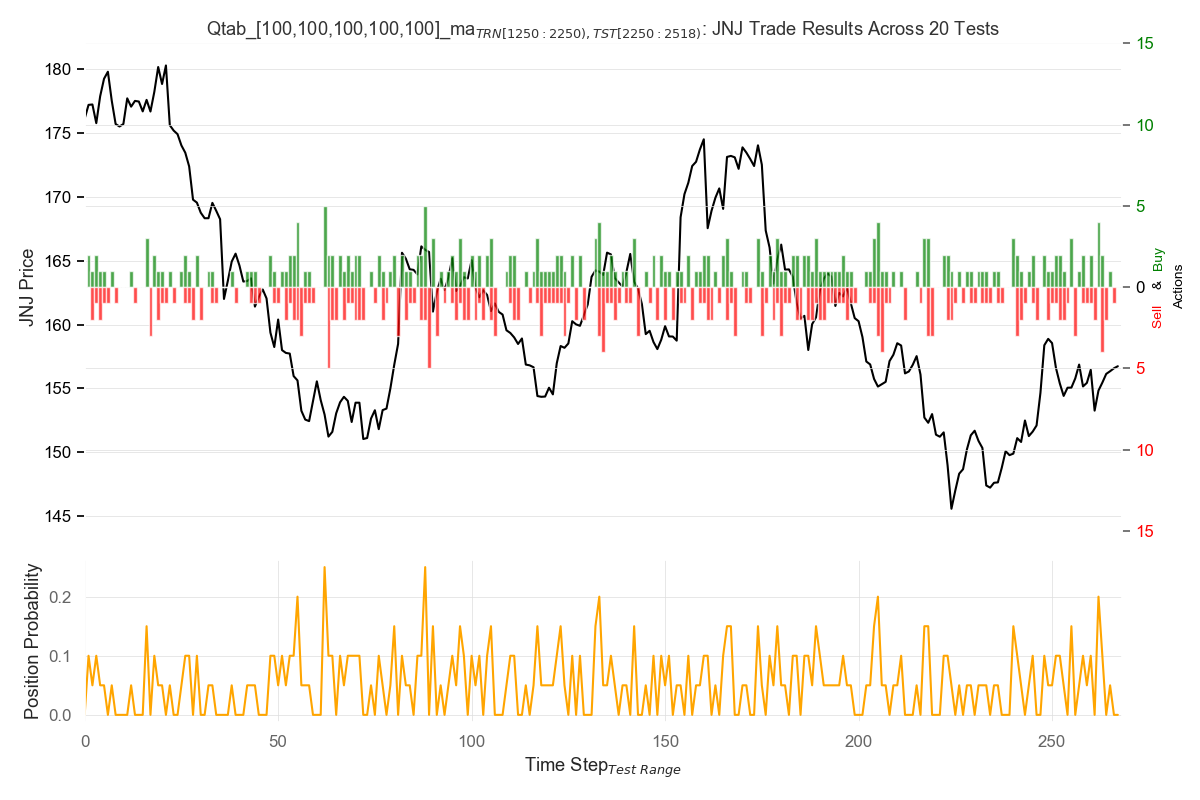 Qtab_[100,100,100,100,100]_ma_TRN[1250:2250),TST[2250:2518): JNJ Trade Results Across 20 Tests
JNJ Price
180
175
170
165
160
155
150
145
15
10
5
0
5
10
15
Sell & Buy
Actions
Position Probability
0.2
0.1
0.0
0 50 100 150 200 250
Time Step Test Range